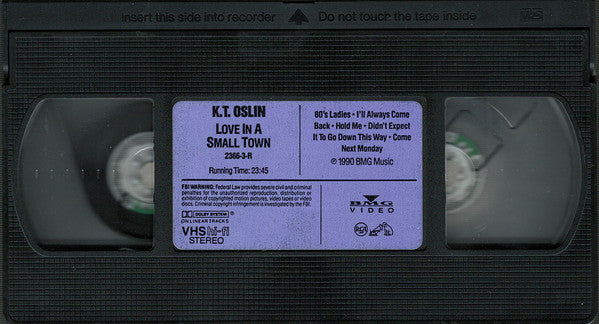 Insert this side into recorder
Do not touch the tape inside
VHS
K.T. OSLIN
LOVE IN A
SMALL TOWN
2366-3-R
Running Time: 23:45
80's Ladies • I'll Always Come
Back • Hold Me • Didn't Expect
It To Go Down This Way • Come
Next Monday
℗ 1990 BMG Music
FBI WARNING: Federal Law provides severe civil and criminal
penalties for the unauthorized reproduction, distribution or
exhibition of copyrighted motion pictures, video tapes or video
discs. Criminal copyright infringement is investigated by the FBI.
DOLBY SYSTEM ®
ON LINEAR TRACKS
VHS hi-fi
STEREO
BMG
VIDEO
RCA